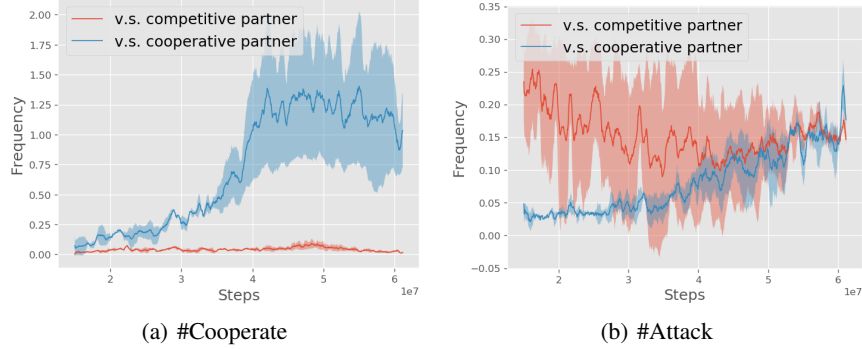 v.s. competitive partner
v.s. cooperative partner
2.00
1.75
1.50
1.25
1.00
0.75
0.50
0.25
0.00
Frequency
2 3 4 5 6
1e7
Steps
(a) #Cooperate
v.s. competitive partner
v.s. cooperative partner
0.35
0.30
0.25
0.20
0.15
0.10
0.05
0.00
−0.05
Frequency
2 3 4 5 6
1e7
Steps
(b) #Attack